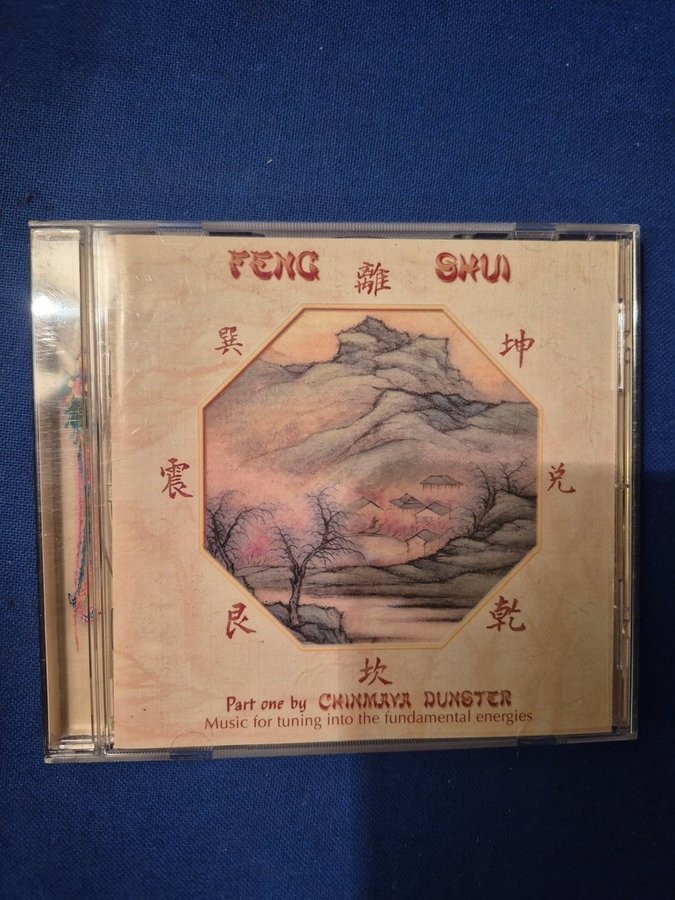 FENG 離 SHUI
巽 坤
震 兑
艮 乾
坎
Part one by CHINMAYA DUNSTER
Music for tuning into the fundamental energies